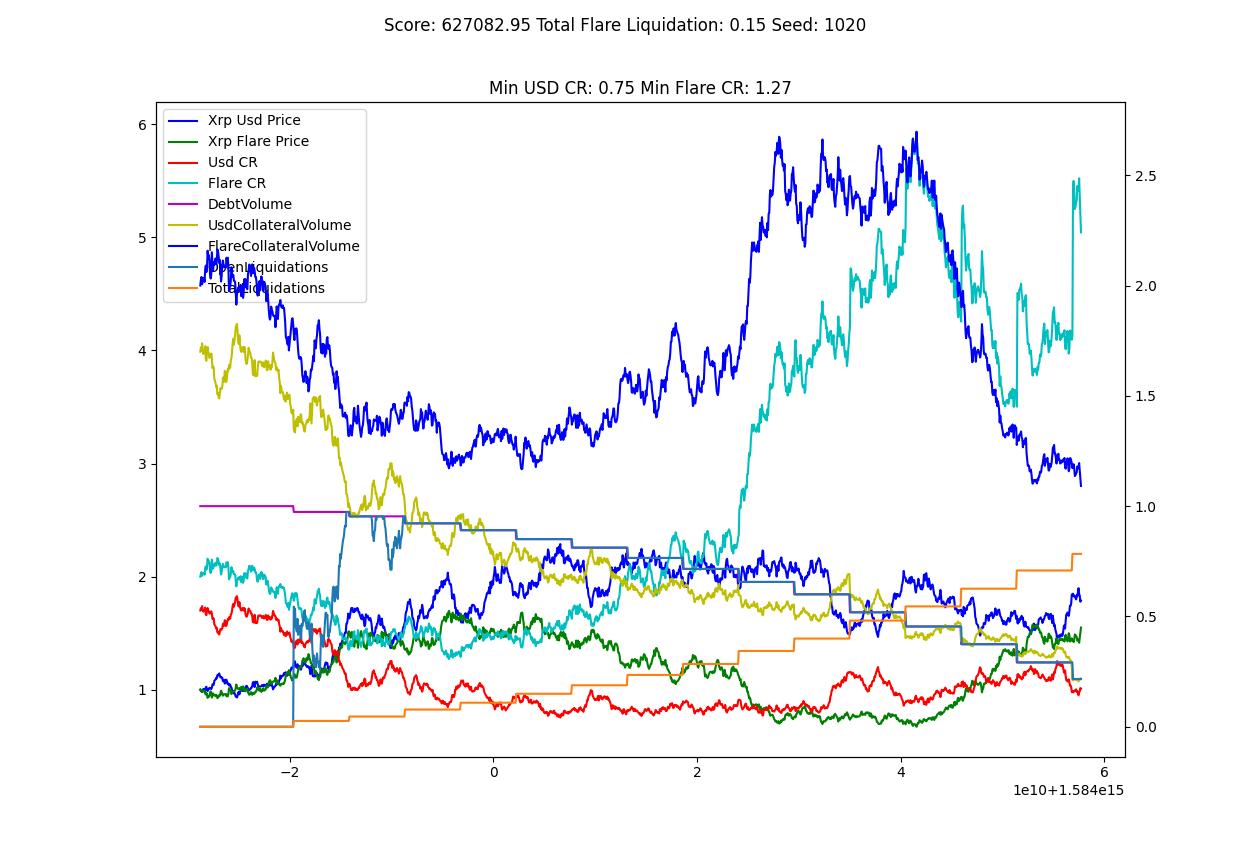 Score: 627082.95 Total Flare Liquidation: 0.15 Seed: 1020
Min USD CR: 0.75 Min Flare CR: 1.27
Xrp Usd Price
Xrp Flare Price
Usd CR
Flare CR
DebtVolume
UsdCollateralVolume
FlareCollateralVolume
OpenLiquidations
TotalLiquidations
6
5
4
3
2
1
2.5
2.0
1.5
1.0
0.5
0.0
−2
0
2
4
6
1e10+1.584e15